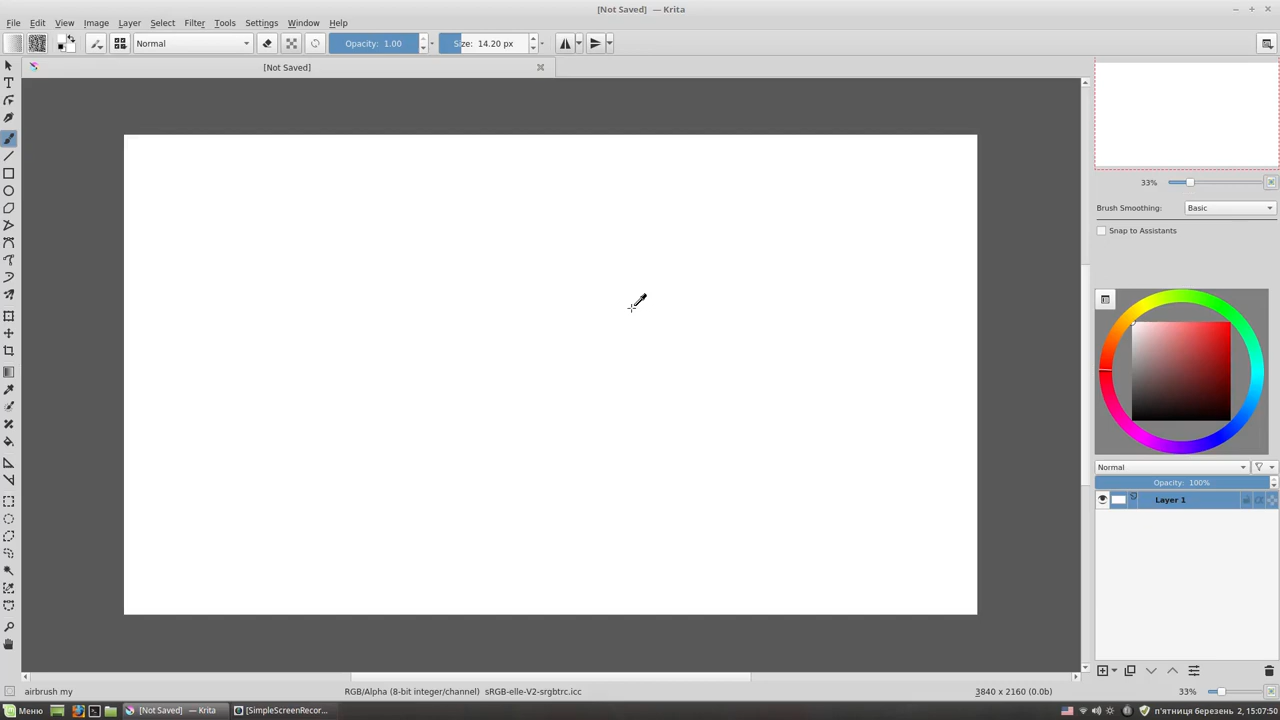 [Not Saved] — Krita
File Edit View Image Layer Select Filter Tools Settings Window Help
Normal Opacity: 1.00 Size: 14.20 px
[Not Saved]
33%
Brush Smoothing: Basic
Snap to Assistants
Normal
Opacity: 100%
Layer 1
airbrush my RGB/Alpha (8-bit integer/channel) sRGB-elle-V2-srgbtrc.icc 3840 x 2160 (0.0b) 33%
Меню [Not Saved] — Krita [SimpleScreenRecor... п'ятниця березень 2, 15:07:50